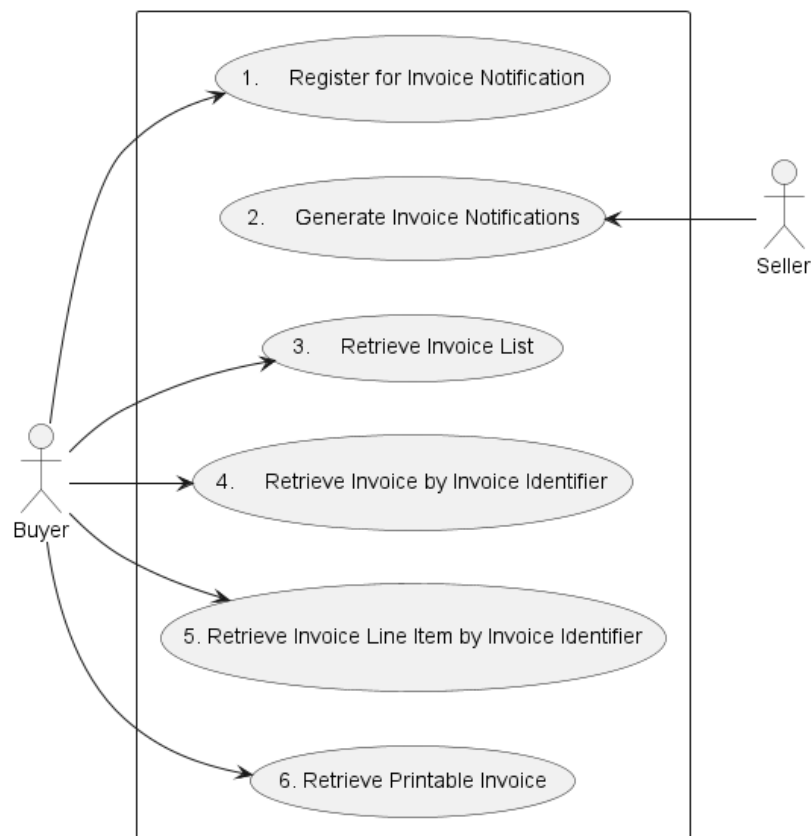 1. Register for Invoice Notification
2. Generate Invoice Notifications
Seller
3. Retrieve Invoice List
4. Retrieve Invoice by Invoice Identifier
Buyer
5. Retrieve Invoice Line Item by Invoice Identifier
6. Retrieve Printable Invoice